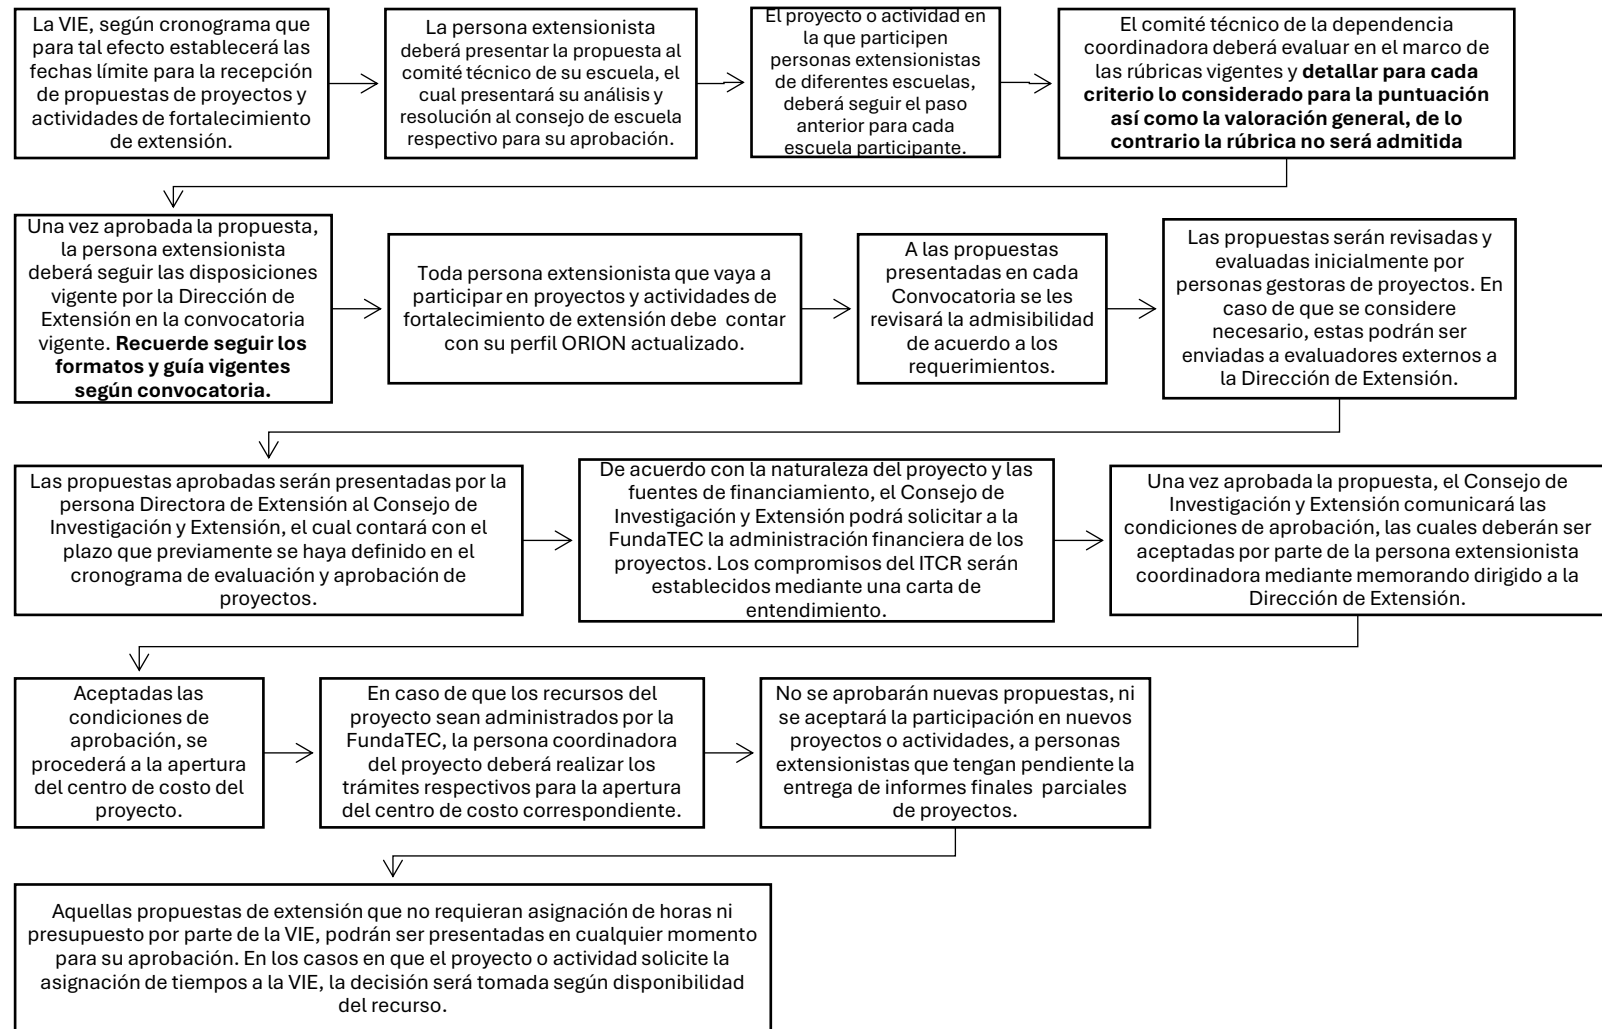 La VIE, según cronograma que
para tal efecto establecerá las
fechas límite para la recepción
de propuestas de proyectos y
actividades de fortalecimiento
de extensión.
La persona extensionista
deberá presentar la propuesta al
comité técnico de su escuela, el
cual presentará su análisis y
resolución al consejo de escuela
respectivo para su aprobación.
El proyecto o actividad en
la que participen
personas extensionistas
de diferentes escuelas,
deberá seguir el paso
anterior para cada
escuela participante.
El comité técnico de la dependencia
coordinadora deberá evaluar en el marco de
las rúbricas vigentes y detallar para cada
criterio lo considerado para la puntuación
así como la valoración general, de lo
contrario la rúbrica no será admitida
Una vez aprobada la propuesta,
la persona extensionista
deberá seguir las disposiciones
vigente por la Dirección de
Extensión en la convocatoria
vigente. Recuerde seguir los
formatos y guía vigentes
según convocatoria.
Toda persona extensionista que vaya a
participar en proyectos y actividades de
fortalecimiento de extensión debe contar
con su perfil ORION actualizado.
A las propuestas
presentadas en cada
Convocatoria se les
revisará la admisibilidad
de acuerdo a los
requerimientos.
Las propuestas serán revisadas y
evaluadas inicialmente por
personas gestoras de proyectos. En
caso de que se considere
necesario, estas podrán ser
enviadas a evaluadores externos a
la Dirección de Extensión.
Las propuestas aprobadas serán presentadas por la
persona Directora de Extensión al Consejo de
Investigación y Extensión, el cual contará con el
plazo que previamente se haya definido en el
cronograma de evaluación y aprobación de
proyectos.
De acuerdo con la naturaleza del proyecto y las
fuentes de financiamiento, el Consejo de
Investigación y Extensión podrá solicitar a la
FundaTEC la administración financiera de los
proyectos. Los compromisos del ITCR serán
establecidos mediante una carta de
entendimiento.
Una vez aprobada la propuesta, el Consejo de
Investigación y Extensión comunicará las
condiciones de aprobación, las cuales deberán ser
aceptadas por parte de la persona extensionista
coordinadora mediante memorando dirigido a la
Dirección de Extensión.
Aceptadas las
condiciones de
aprobación, se
procederá a la apertura
del centro de costo del
proyecto.
En caso de que los recursos del
proyecto sean administrados por la
FundaTEC, la persona coordinadora
del proyecto deberá realizar los
trámites respectivos para la apertura
del centro de costo correspondiente.
No se aprobarán nuevas propuestas, ni
se aceptará la participación en nuevos
proyectos o actividades, a personas
extensionistas que tengan pendiente la
entrega de informes finales parciales
de proyectos.
Aquellas propuestas de extensión que no requieran asignación de horas ni
presupuesto por parte de la VIE, podrán ser presentadas en cualquier momento
para su aprobación. En los casos en que el proyecto o actividad solicite la
asignación de tiempos a la VIE, la decisión será tomada según disponibilidad
del recurso.